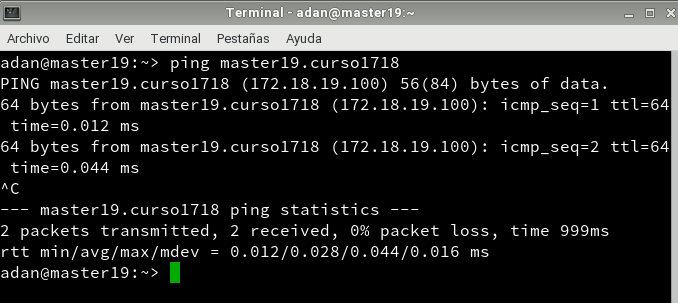 Terminal - adan@master19:~
Archivo Editar Ver Terminal Pestañas Ayuda
adan@master19:~> ping master19.curso1718
PING master19.curso1718 (172.18.19.100) 56(84) bytes of data.
64 bytes from master19.curso1718 (172.18.19.100): icmp_seq=1 ttl=64
 time=0.012 ms
64 bytes from master19.curso1718 (172.18.19.100): icmp_seq=2 ttl=64
 time=0.044 ms
^C
--- master19.curso1718 ping statistics ---
2 packets transmitted, 2 received, 0% packet loss, time 999ms
rtt min/avg/max/mdev = 0.012/0.028/0.044/0.016 ms
adan@master19:~>